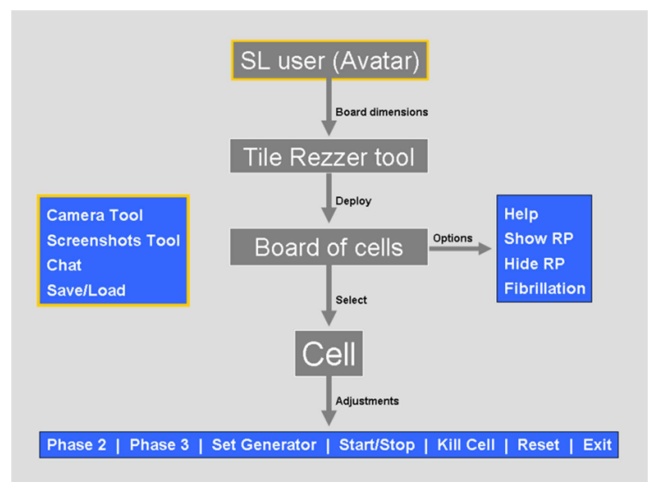 SL user (Avatar)
Board dimensions
Tile Rezzer tool
Deploy
Camera Tool
Screenshots Tool
Chat
Save/Load
Board of cells
Options
Help
Show RP
Hide RP
Fibrillation
Select
Cell
Adjustments
Phase 2 | Phase 3 | Set Generator | Start/Stop | Kill Cell | Reset | Exit